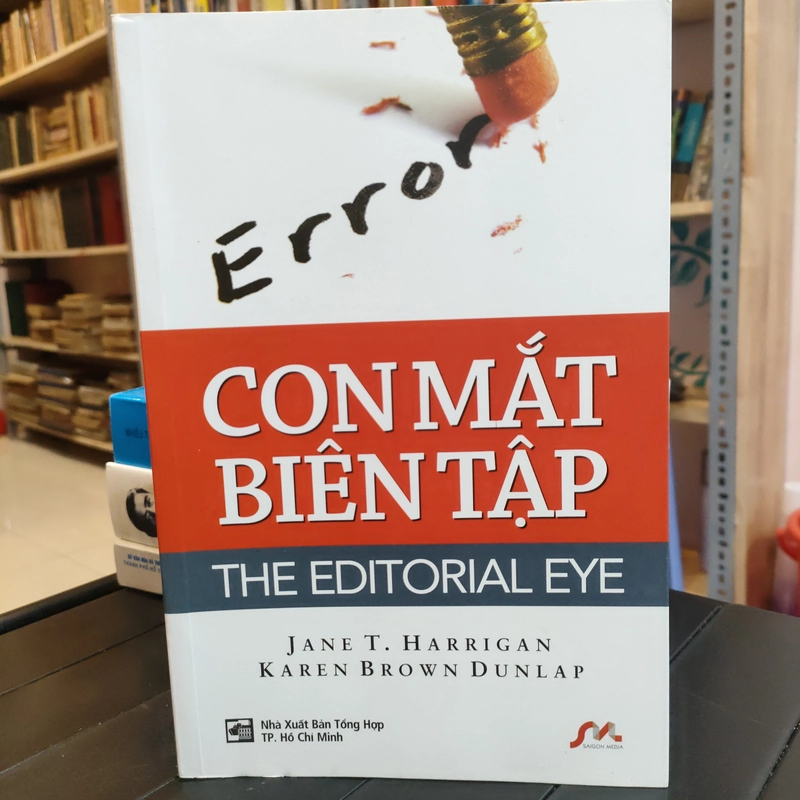 Error
CON MẮT
BIÊN TẬP
THE EDITORIAL EYE
JANE T. HARRIGAN
KAREN BROWN DUNLAP
Nhà Xuất Bản Tổng Hợp
TP. Hồ Chí Minh
SAIGON MEDIA